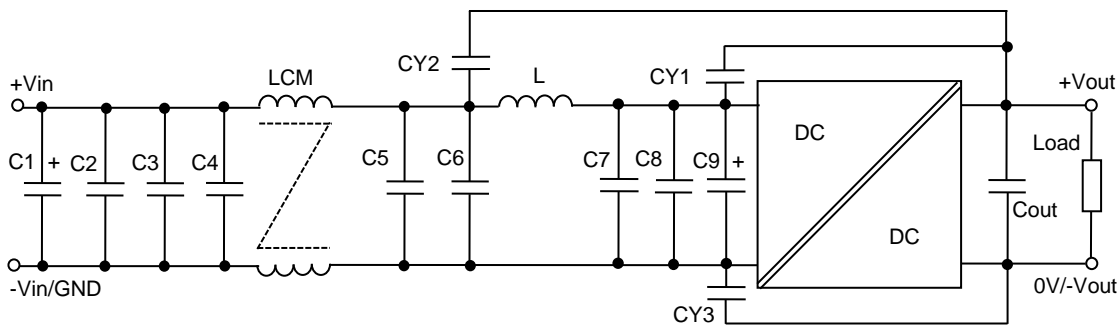 CY2
LCM
L
CY1
+Vin
+Vout
C1 +
C2
C3
C4
C5
C6
C7
C8
C9 +
DC
DC
Load
Cout
-Vin/GND
CY3
0V/-Vout